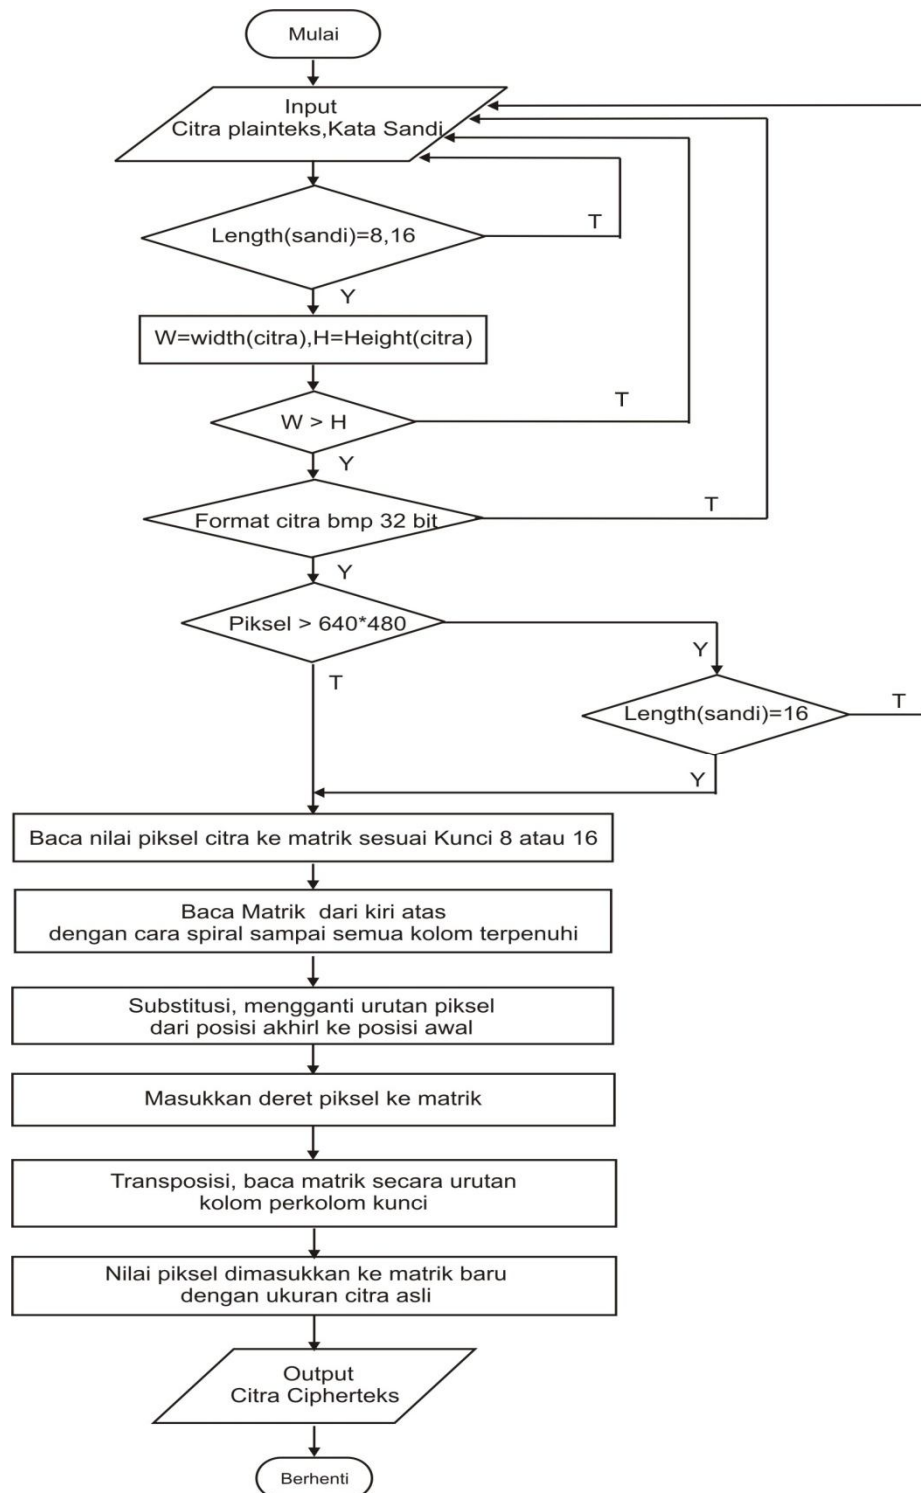 Mulai
Input
Citra plainteks,Kata Sandi
Length(sandi)=8,16
T
Y
W=width(citra),H=Height(citra)
W > H
T
Y
Format citra bmp 32 bit
T
Y
Piksel > 640*480
Y
T
Length(sandi)=16
T
Y
Baca nilai piksel citra ke matrik sesuai Kunci 8 atau 16
Baca Matrik dari kiri atas
dengan cara spiral sampai semua kolom terpenuhi
Substitusi, mengganti urutan piksel
dari posisi akhirl ke posisi awal
Masukkan deret piksel ke matrik
Transposisi, baca matrik secara urutan
kolom perkolom kunci
Nilai piksel dimasukkan ke matrik baru
dengan ukuran citra asli
Output
Citra Cipherteks
Berhenti